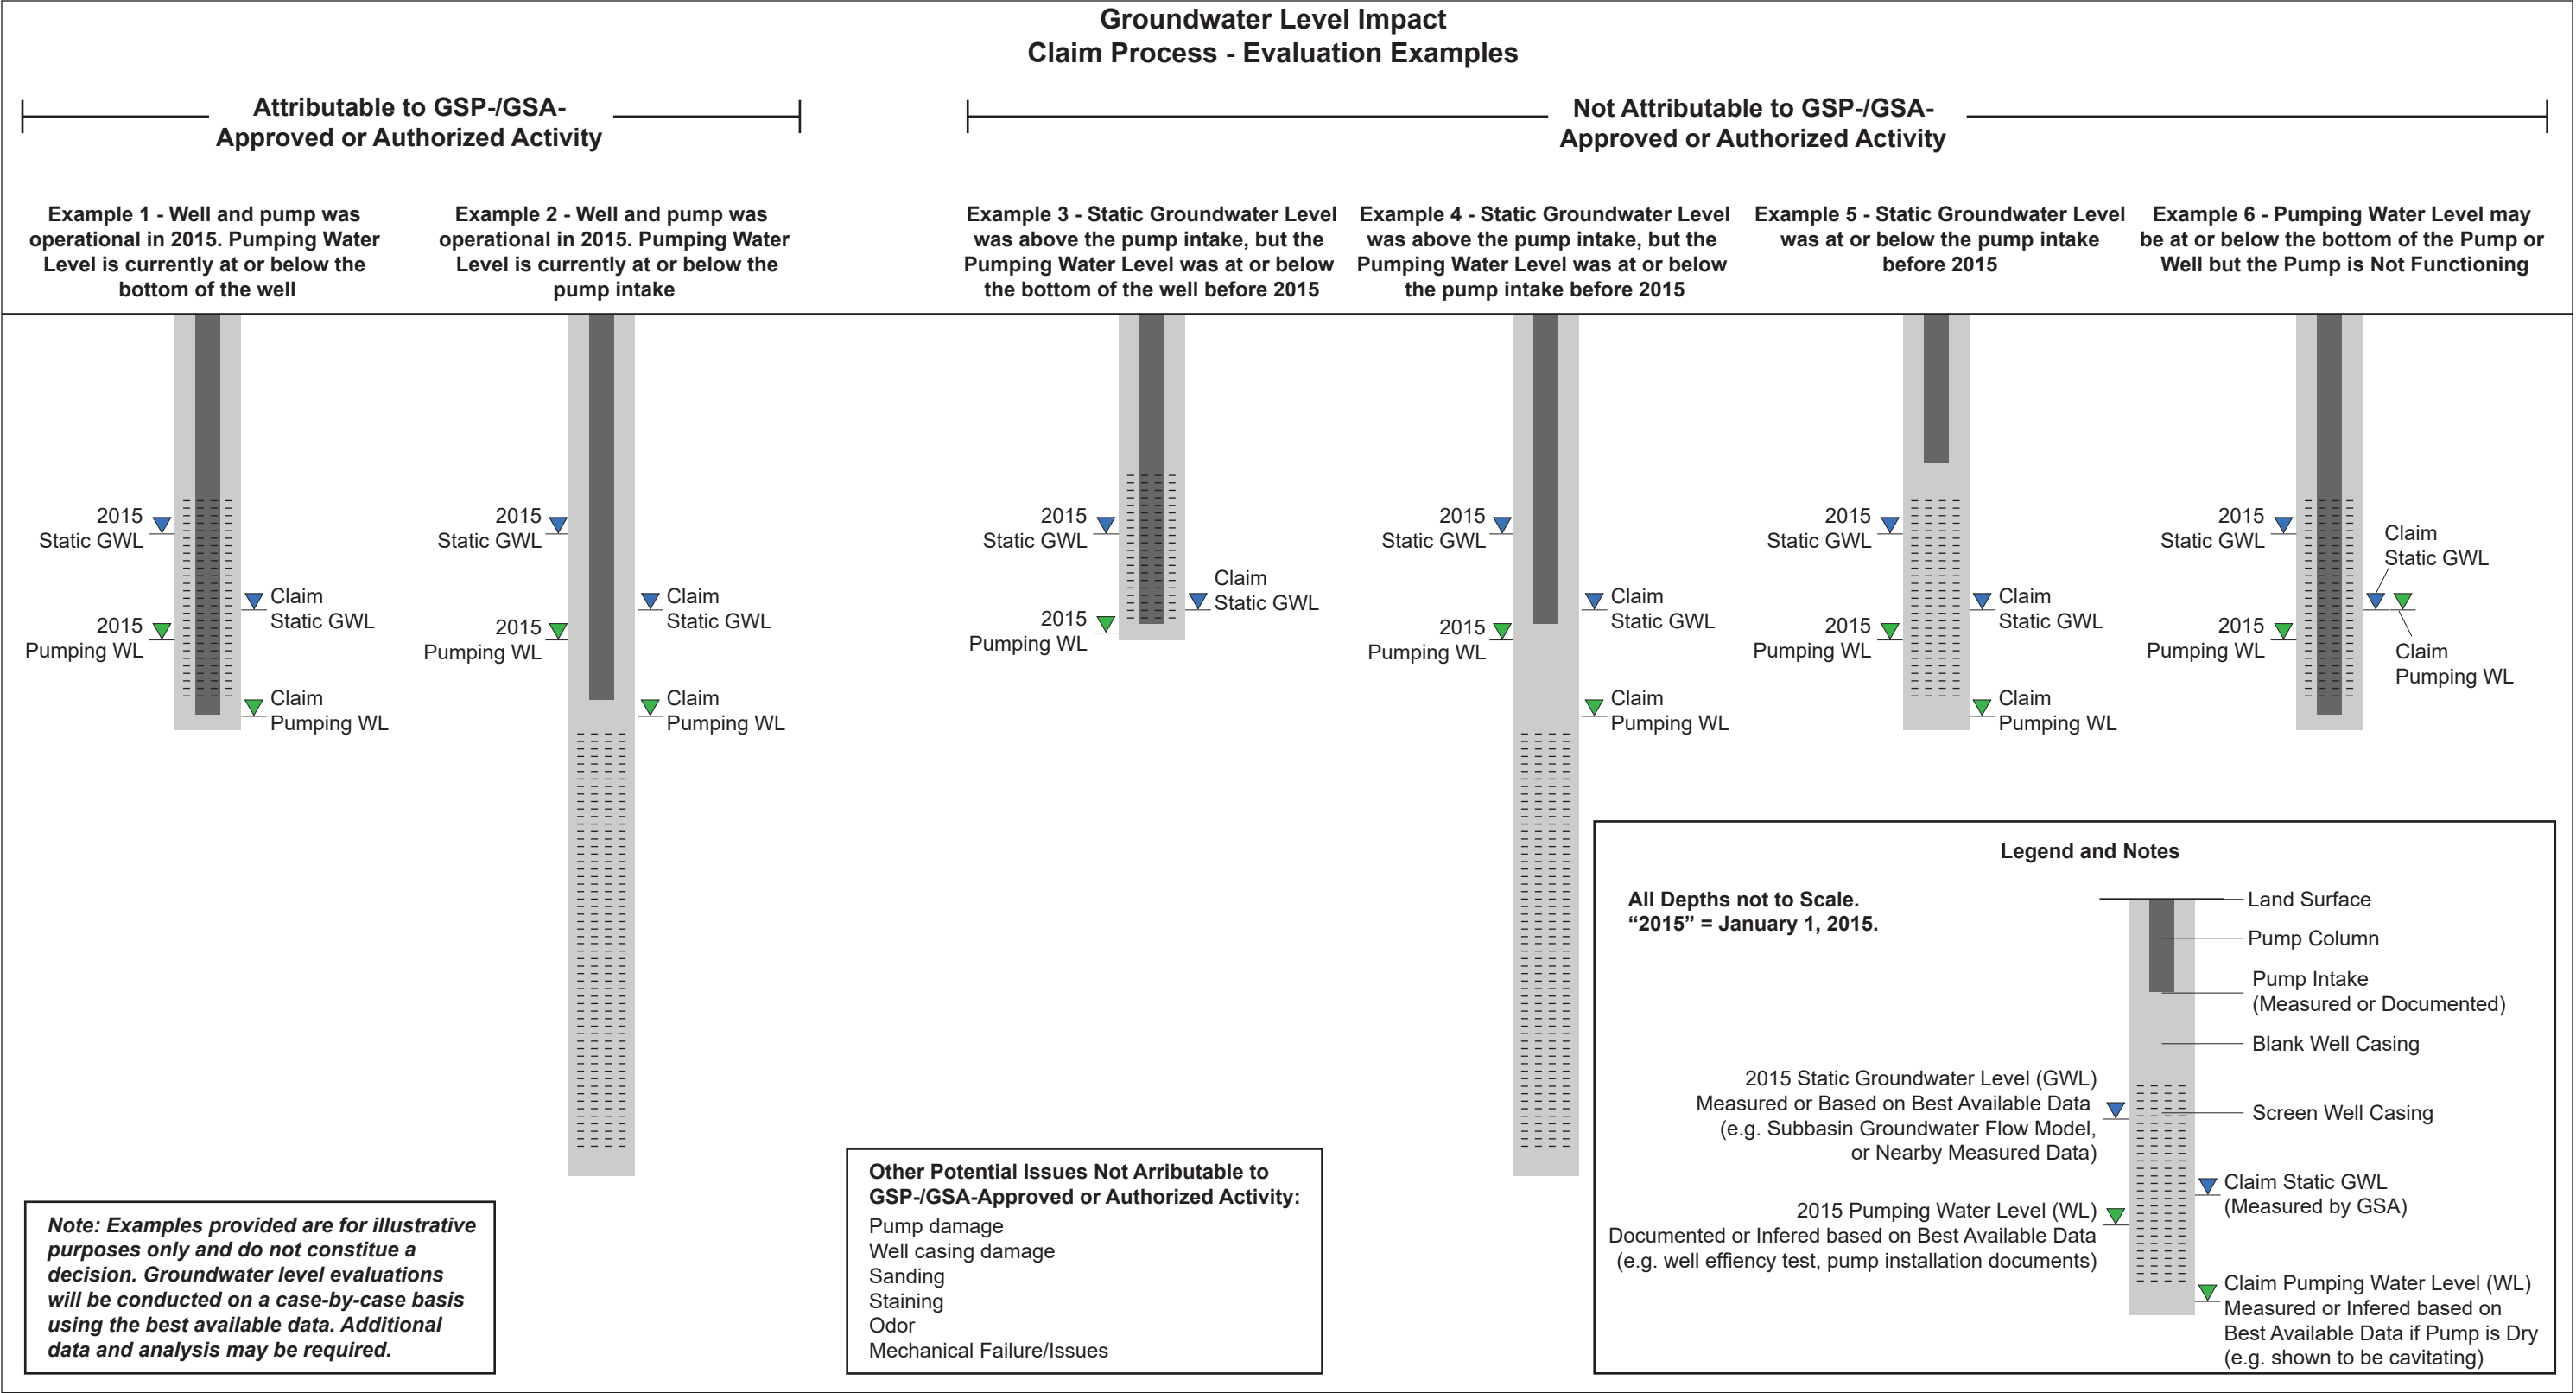 Groundwater Level Impact
Claim Process - Evaluation Examples
Attributable to GSP-/GSA-
Approved or Authorized Activity
Not Attributable to GSP-/GSA-
Approved or Authorized Activity
Example 1 - Well and pump was
operational in 2015. Pumping Water
Level is currently at or below the
bottom of the well
Example 2 - Well and pump was
operational in 2015. Pumping Water
Level is currently at or below the
pump intake
Example 3 - Static Groundwater Level
was above the pump intake, but the
Pumping Water Level was at or below
the bottom of the well before 2015
Example 4 - Static Groundwater Level
was above the pump intake, but the
Pumping Water Level was at or below
the pump intake before 2015
Example 5 - Static Groundwater Level
was at or below the pump intake
before 2015
Example 6 - Pumping Water Level may
be at or below the bottom of the Pump or
Well but the Pump is Not Functioning
2015
Static GWL
2015
Pumping WL
Claim
Static GWL
Claim
Pumping WL
2015
Static GWL
2015
Pumping WL
Claim
Static GWL
Claim
Pumping WL
2015
Static GWL
2015
Pumping WL
Claim
Static GWL
2015
Static GWL
2015
Pumping WL
Claim
Static GWL
Claim
Pumping WL
2015
Static GWL
2015
Pumping WL
Claim
Static GWL
Claim
Pumping WL
2015
Static GWL
2015
Pumping WL
Claim
Static GWL
Claim
Pumping WL
Note: Examples provided are for illustrative
purposes only and do not constitute a
decision. Groundwater level evaluations
will be conducted on a case-by-case basis
using the best available data. Additional
data and analysis may be required.
Other Potential Issues Not Arributable to
GSP-/GSA-Approved or Authorized Activity:
Pump damage
Well casing damage
Sanding
Staining
Odor
Mechanical Failure/Issues
Legend and Notes
All Depths not to Scale.
“2015” = January 1, 2015.
Land Surface
Pump Column
Pump Intake
(Measured or Documented)
Blank Well Casing
Screen Well Casing
2015 Static Groundwater Level (GWL)
Measured or Based on Best Available Data
(e.g. Subbasin Groundwater Flow Model,
or Nearby Measured Data)
2015 Pumping Water Level (WL)
Documented or Infered based on Best Available Data
(e.g. well effiency test, pump installation documents)
Claim Static GWL
(Measured by GSA)
Claim Pumping Water Level (WL)
Measured or Infered based on
Best Available Data if Pump is Dry
(e.g. shown to be cavitating)